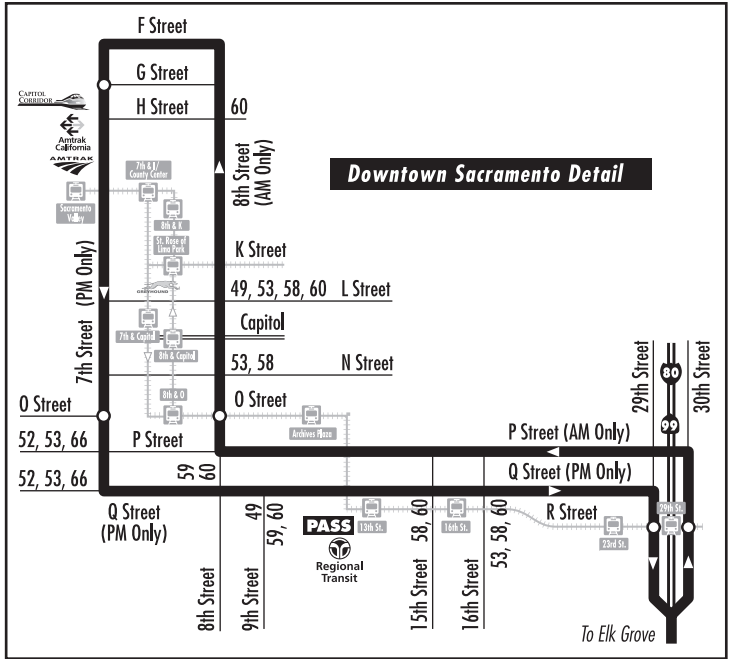 F Street
G Street
CAPITOL
CORRIDOR
H Street
60
Amtrak
California
AMTRAK
8th Street
(AM Only)
Downtown Sacramento Detail
7th & I/
County Center
Sacramento
Valley
8th & K
St. Rose of
Lima Park
K Street
7th Street
(PM Only)
GREYHOUND
49, 53, 58, 60
L Street
7th & Capitol
Capitol
8th & Capitol
53, 58
N Street
29th Street
80
99
30th Street
8th & O
O Street
O Street
Archives Plaza
P Street (AM Only)
52, 53, 66
P Street
59
60
Q Street (PM Only)
52, 53, 66
Q Street
(PM Only)
49
59, 60
PASS
Regional
Transit
13th St.
58, 60
16th St.
53, 58, 60
R Street
23rd St.
29th St.
8th Street
9th Street
15th Street
16th Street
To Elk Grove